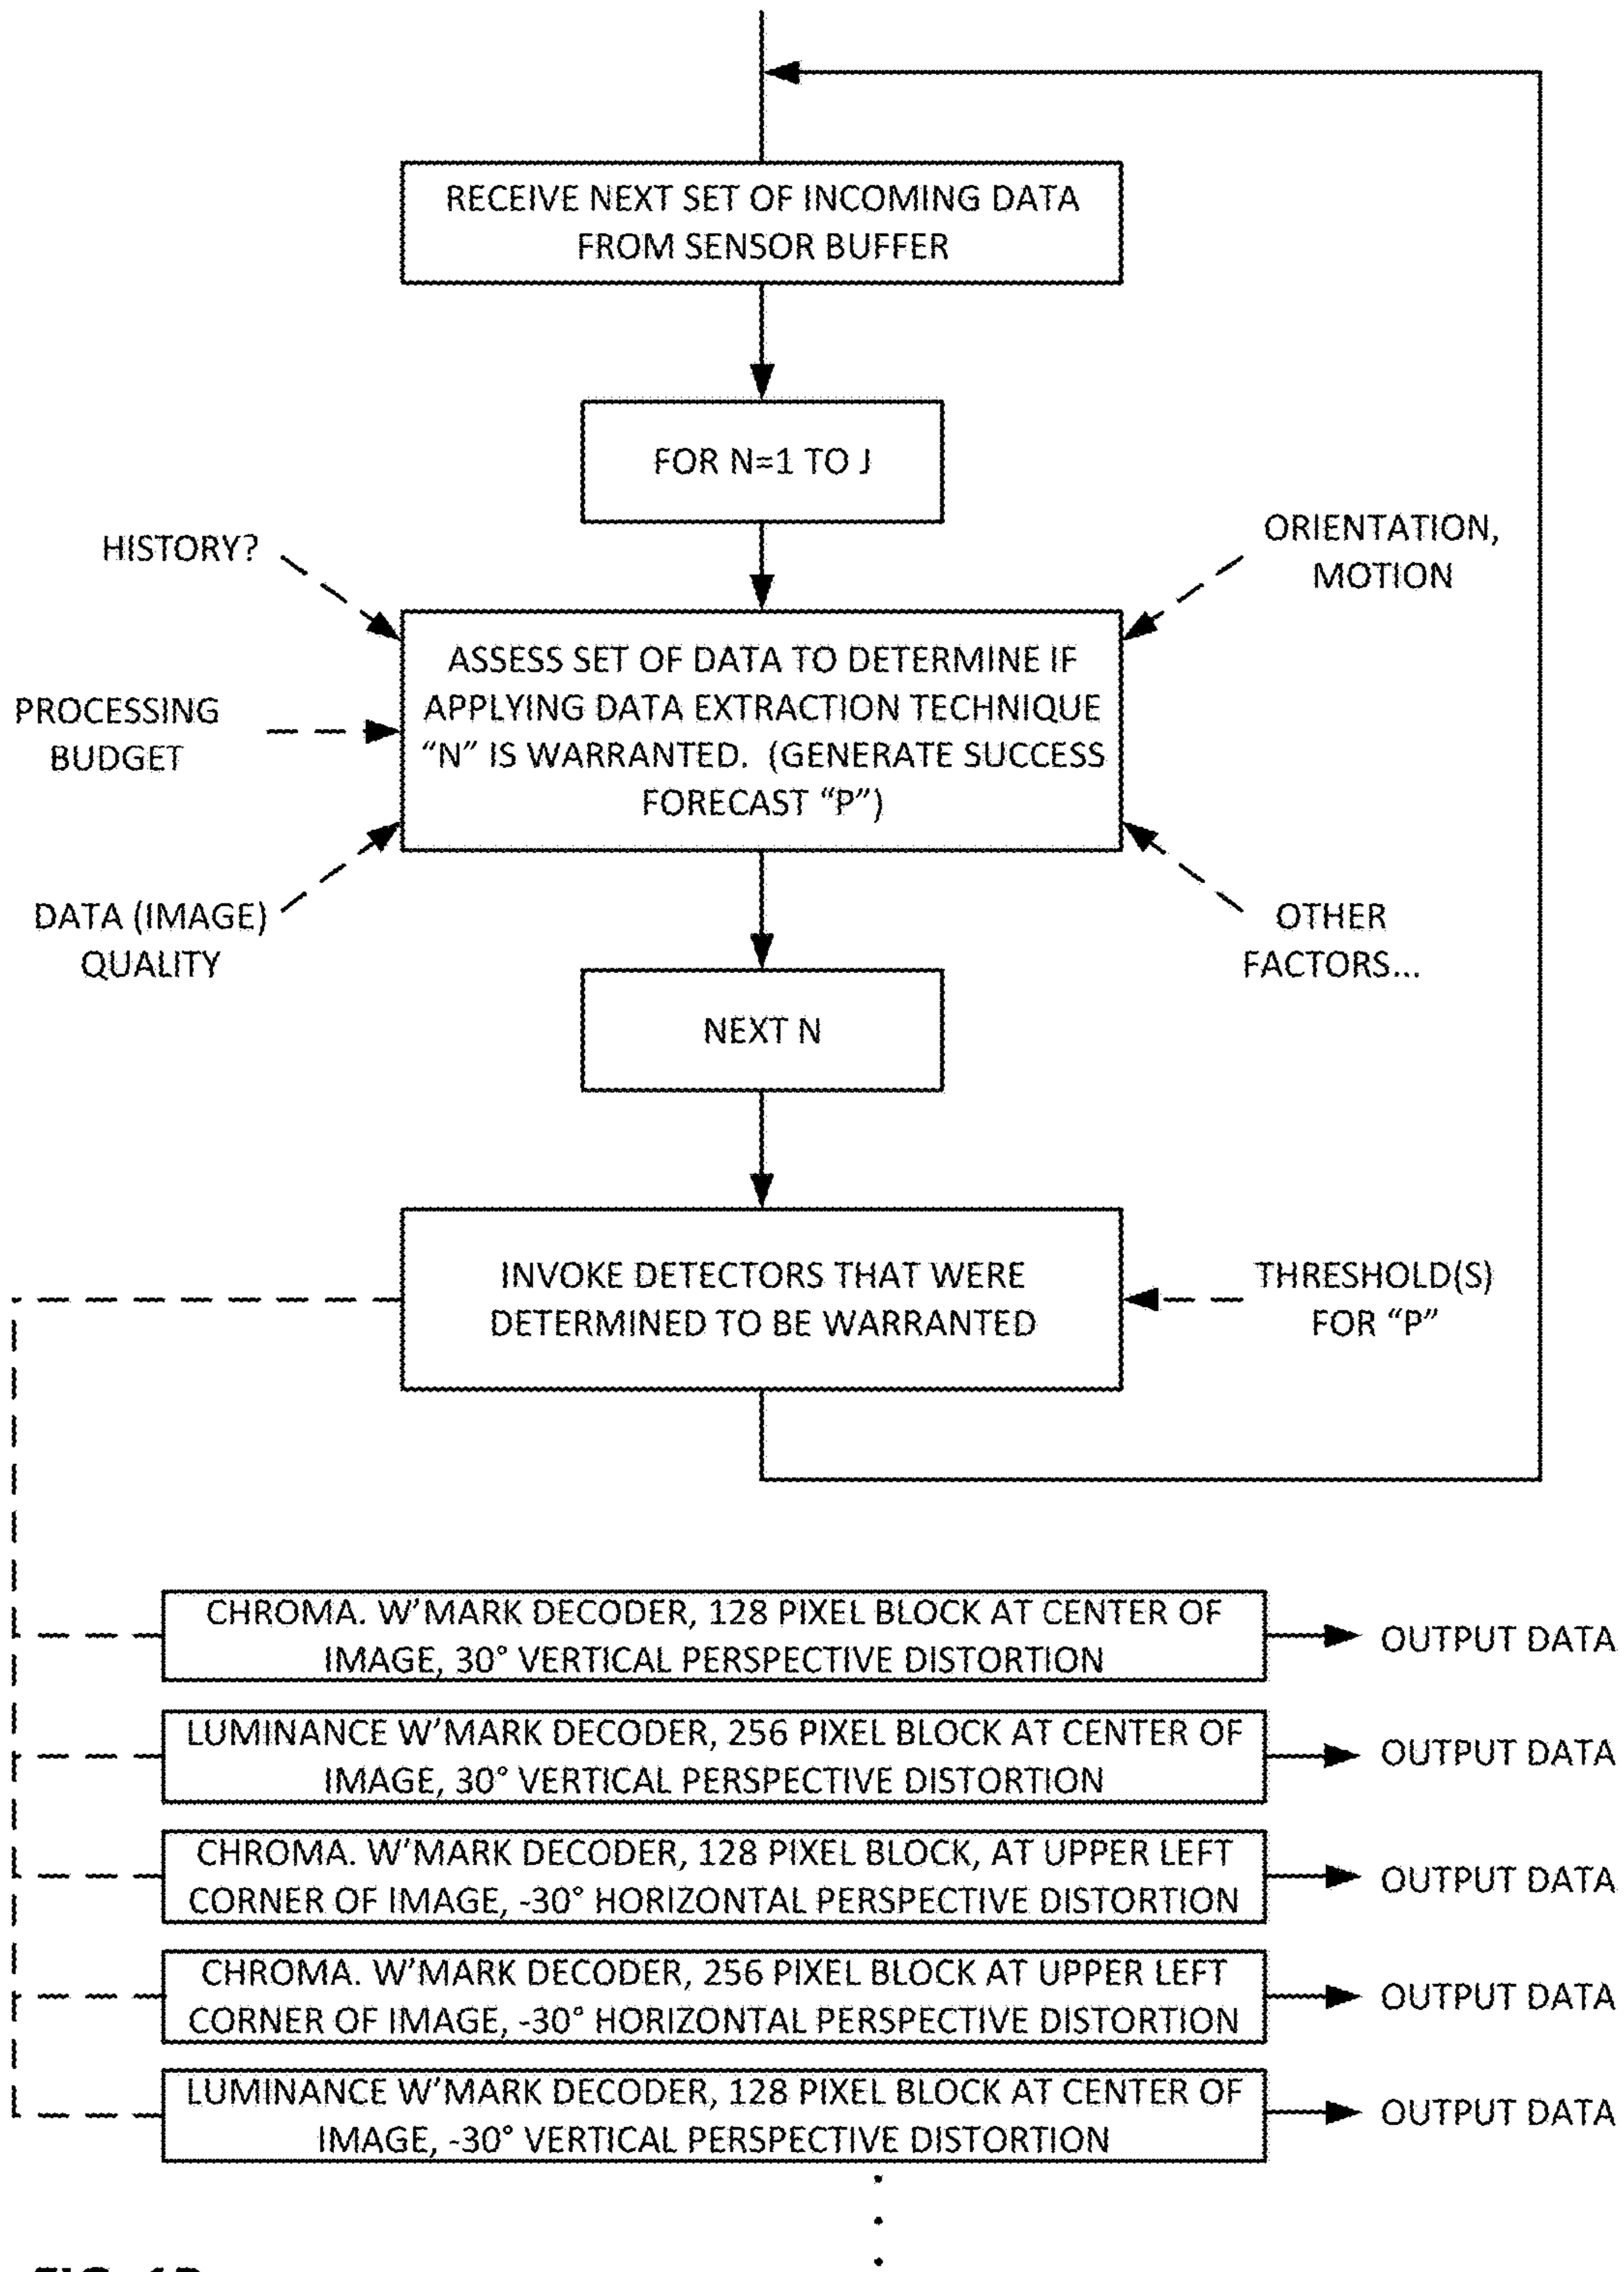 RECEIVE NEXT SET OF INCOMING DATA
FROM SENSOR BUFFER
FOR N=1 TO J
HISTORY?
ORIENTATION,
MOTION
ASSESS SET OF DATA TO DETERMINE IF
APPLYING DATA EXTRACTION TECHNIQUE
“N” IS WARRANTED. (GENERATE SUCCESS
FORECAST “P”)
PROCESSING
BUDGET
DATA (IMAGE)
QUALITY
OTHER
FACTORS...
NEXT N
INVOKE DETECTORS THAT WERE
DETERMINED TO BE WARRANTED
THRESHOLD(S)
FOR “P”
CHROMA. W’MARK DECODER, 128 PIXEL BLOCK AT CENTER OF
IMAGE, 30° VERTICAL PERSPECTIVE DISTORTION
OUTPUT DATA
LUMINANCE W’MARK DECODER, 256 PIXEL BLOCK AT CENTER OF
IMAGE, 30° VERTICAL PERSPECTIVE DISTORTION
OUTPUT DATA
CHROMA. W’MARK DECODER, 128 PIXEL BLOCK, AT UPPER LEFT
CORNER OF IMAGE, -30° HORIZONTAL PERSPECTIVE DISTORTION
OUTPUT DATA
CHROMA. W’MARK DECODER, 256 PIXEL BLOCK AT UPPER LEFT
CORNER OF IMAGE, -30° HORIZONTAL PERSPECTIVE DISTORTION
OUTPUT DATA
LUMINANCE W’MARK DECODER, 128 PIXEL BLOCK AT CENTER OF
IMAGE, -30° VERTICAL PERSPECTIVE DISTORTION
OUTPUT DATA